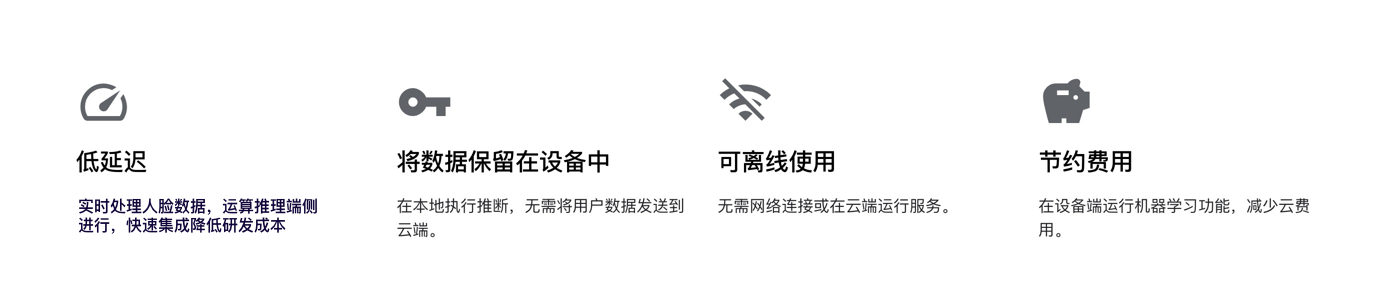 低延迟
实时处理人脸数据，运算推理端侧
进行，快速集成降低研发成本
将数据保留在设备中
在本地执行推断，无需将用户数据发送到
云端。
可离线使用
无需网络连接或在云端运行服务。
节约费用
在设备端运行机器学习功能，减少云费
用。